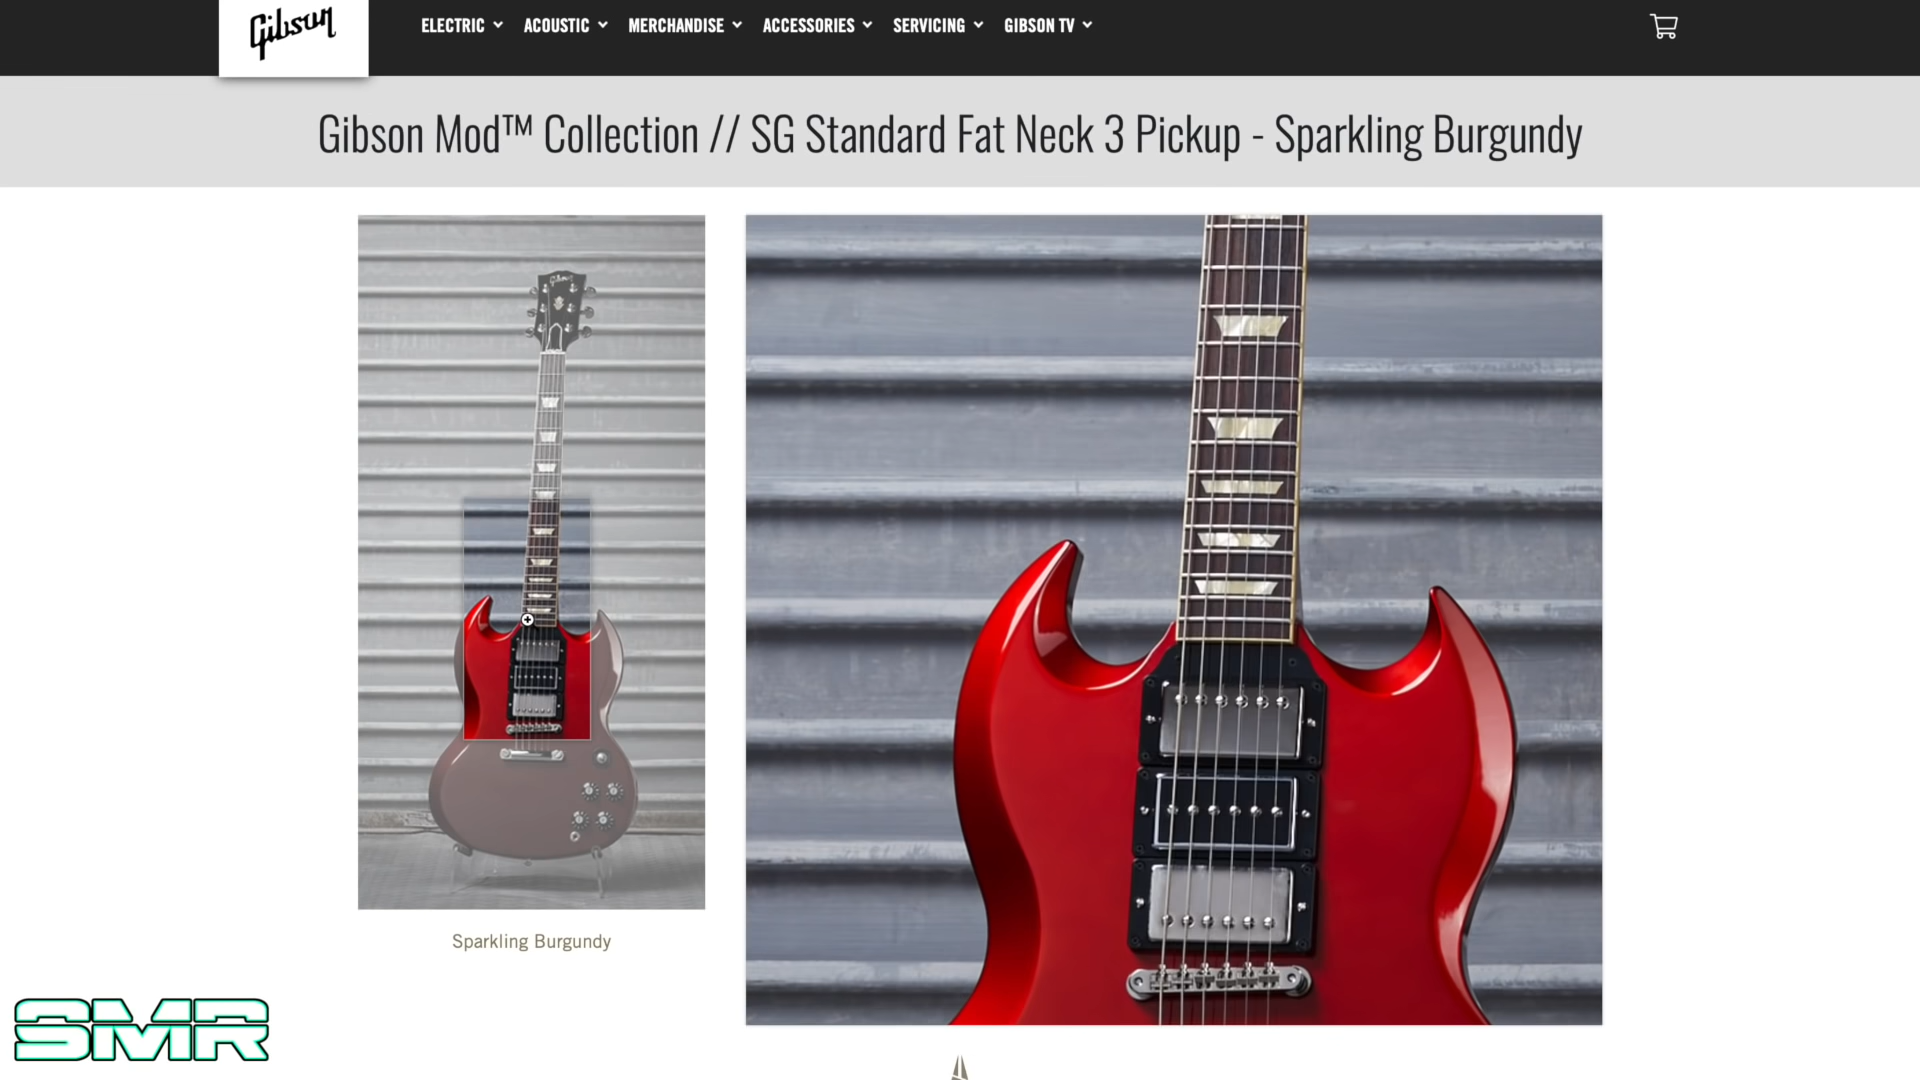 Gibson
ELECTRIC
ACOUSTIC
MERCHANDISE
ACCESSORIES
SERVICING
GIBSON TV
Gibson Mod™ Collection // SG Standard Fat Neck 3 Pickup - Sparkling Burgundy
Gibson
Sparkling Burgundy
SMR